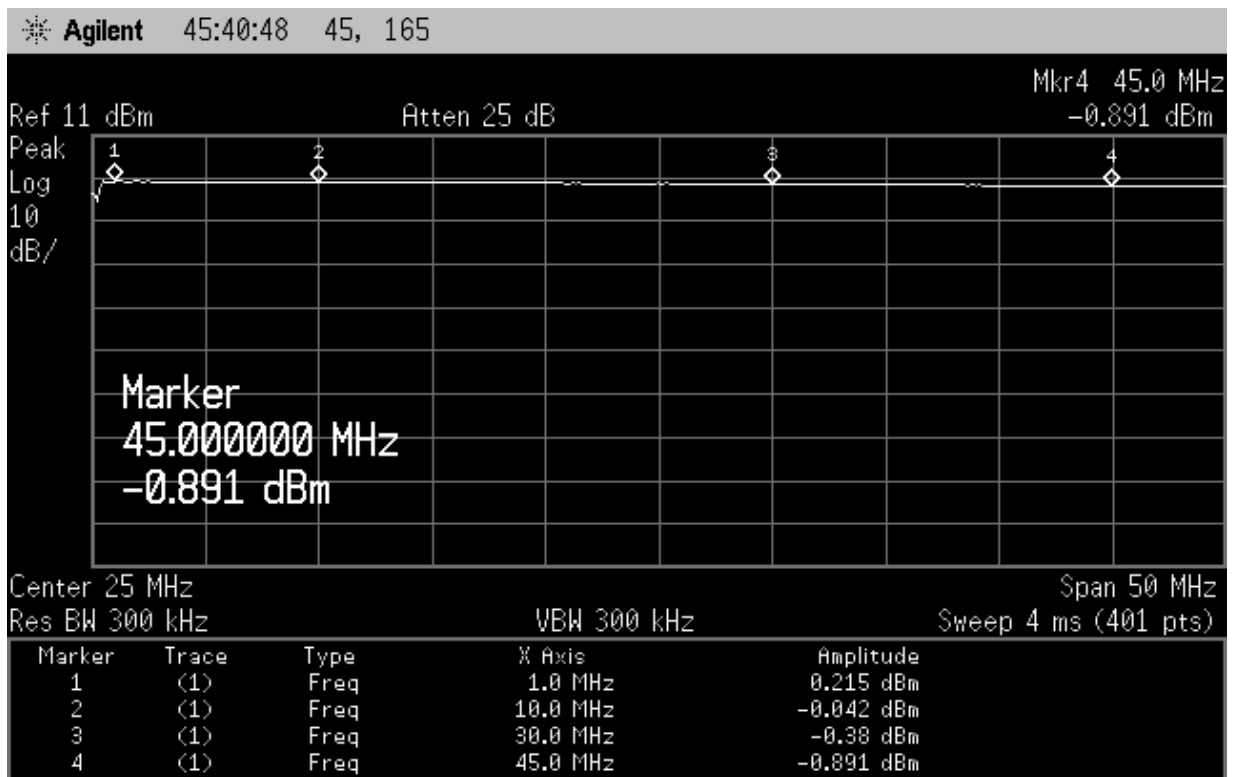 Agilent 45:40:48 45, 165
Mkr4 45.0 MHz
Ref 11 dBm Atten 25 dB -0.891 dBm
Peak
Log
10
dB/
1 2 3 4
Marker
45.000000 MHz
-0.891 dBm
Center 25 MHz Span 50 MHz
Res BW 300 kHz VBW 300 kHz Sweep 4 ms (401 pts)
Marker Trace Type X Axis Amplitude
1 (1) Freq 1.0 MHz 0.215 dBm
2 (1) Freq 10.0 MHz -0.042 dBm
3 (1) Freq 30.0 MHz -0.38 dBm
4 (1) Freq 45.0 MHz -0.891 dBm